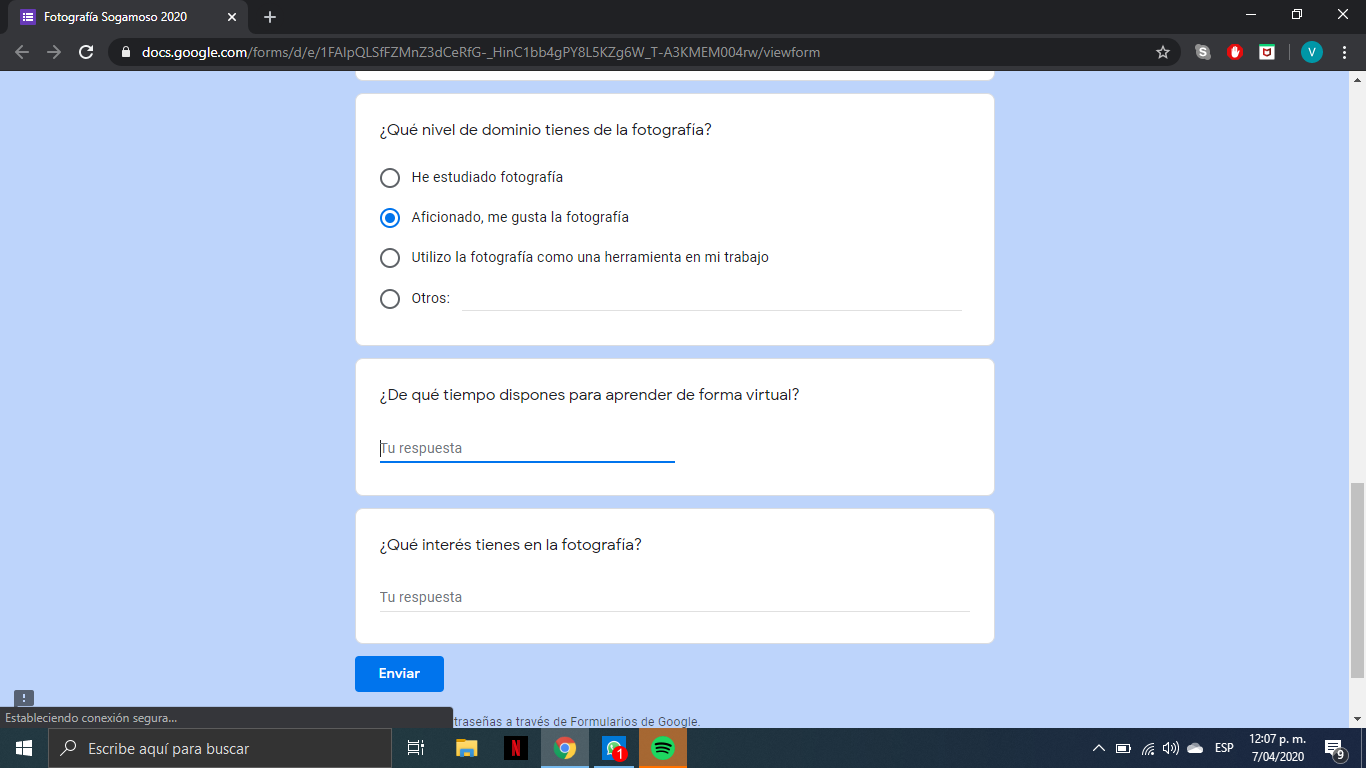 Fotografía Sogamoso 2020
docs.google.com/forms/d/e/1FAIpQLSfFZMnZ3dCeRfG-_HinC1bb4gPY8L5KZg6W_T-A3KMEM004rw/viewform
V
¿Qué nivel de dominio tienes de la fotografía?
He estudiado fotografía
Aficionado, me gusta la fotografía
Utilizo la fotografía como una herramienta en mi trabajo
Otros:
¿De qué tiempo dispones para aprender de forma virtual?
Tu respuesta
¿Qué interés tienes en la fotografía?
Tu respuesta
Enviar
Estableciendo conexión segura...
traseñas a través de Formularios de Google.
Escribe aquí para buscar
N
1
ESP
12:07 p. m.
7/04/2020
9